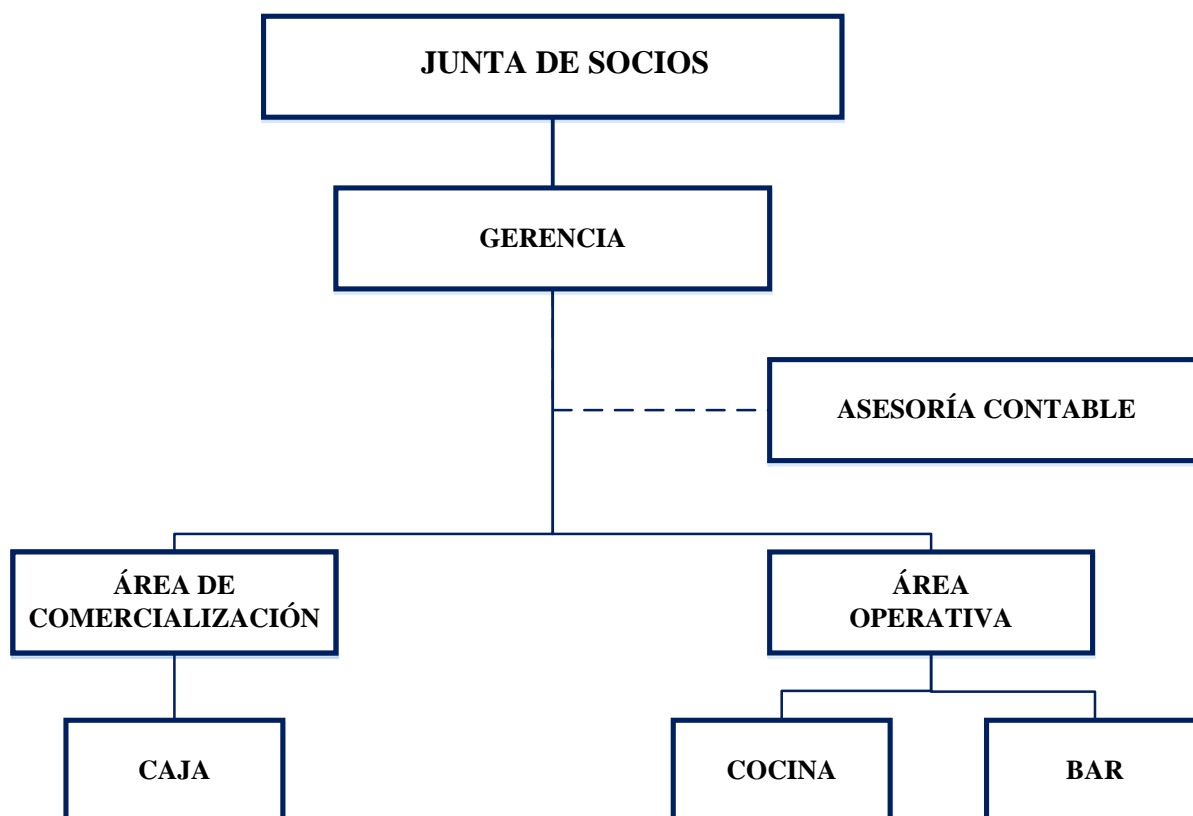 JUNTA DE SOCIOS
GERENCIA
ASESORÍA CONTABLE
ÁREA DE
COMERCIALIZACIÓN
ÁREA
OPERATIVA
CAJA
COCINA
BAR